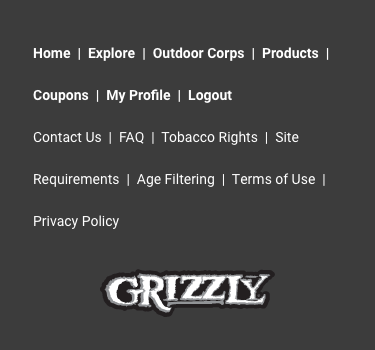 Home | Explore | Outdoor Corps | Products |
Coupons | My Profile | Logout
Contact Us | FAQ | Tobacco Rights | Site
Requirements | Age Filtering | Terms of Use |
Privacy Policy
GRIZZLY